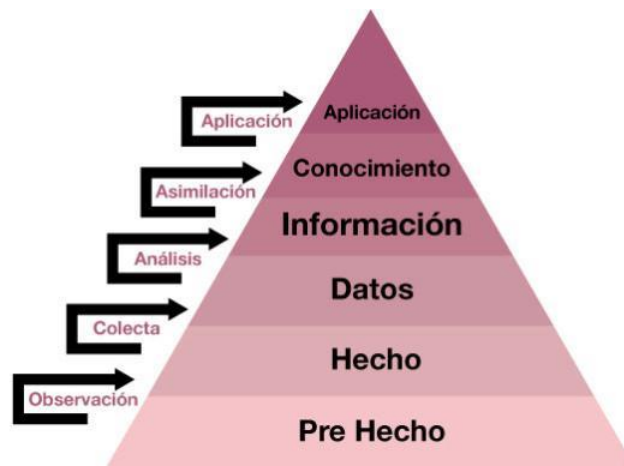 Aplicación
Aplicación
Conocimiento
Asimilación
Información
Análisis
Datos
Colecta
Hecho
Observación
Pre Hecho